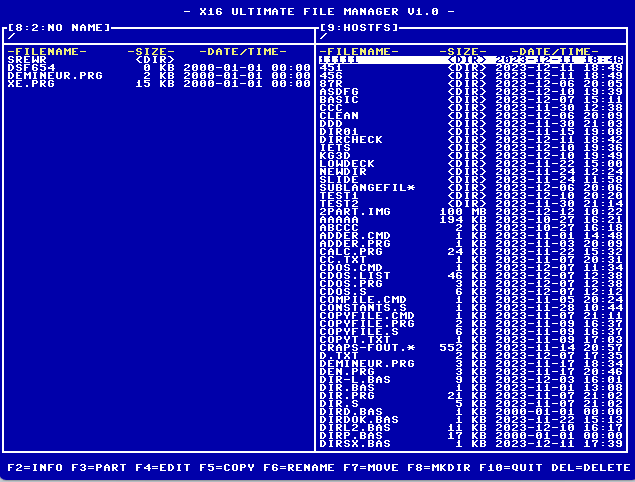 - X16 ULTIMATE FILE MANAGER V1.0 -
[8:2:NO NAME]
/
-FILENAME- -SIZE- -DATE/TIME-
SREWR <DIR>
DSF654 0 KB 2000-01-01 00:00
DEMINEUR.PRG 2 KB 2000-01-01 00:00
XE.PRG 15 KB 2000-01-01 00:00
[9:HOSTFS]
/
-FILENAME- -SIZE- -DATE/TIME-
11111 <DIR> 2023-12-11 18:46
451 <DIR> 2023-12-11 18:49
456 <DIR> 2023-12-11 18:49
87R <DIR> 2023-12-06 20:05
ASDFG <DIR> 2023-12-10 19:39
BASIC <DIR> 2023-12-07 15:11
CCC <DIR> 2023-11-30 12:38
CLEAN <DIR> 2023-12-06 20:09
DDD <DIR> 2023-11-30 20:03
DIR01 <DIR> 2023-11-15 19:08
DIRCHECK <DIR> 2023-12-11 18:42
IETS <DIR> 2023-12-10 19:36
KG3D <DIR> 2023-12-10 19:49
LOWDECK <DIR> 2023-11-22 15:00
NEWDIR <DIR> 2023-11-24 12:24
SLIDE <DIR> 2023-11-24 11:58
SUBLANGEFIL* <DIR> 2023-12-06 20:06
TEST1 <DIR> 2023-12-10 20:20
TEST2 <DIR> 2023-11-30 21:14
2PART.IMG 100 MB 2023-12-12 10:22
AAAAA 194 KB 2023-10-27 16:21
ABCCC 2 KB 2023-10-27 16:18
ADDER.CMD 1 KB 2023-11-01 14:48
ADDER.PRG 1 KB 2023-11-03 20:09
CALC.PRG 24 KB 2023-11-22 15:32
CC.TXT 1 KB 2023-11-07 20:31
CDOS.CMD 1 KB 2023-12-07 11:34
CDOS.LIST 46 KB 2023-12-07 12:38
CDOS.PRG 3 KB 2023-12-07 12:38
CDOS.S 6 KB 2023-12-07 12:12
COMPILE.CMD 1 KB 2023-11-05 20:24
CONSTANTS.S 1 KB 2023-11-28 10:44
COPYFILE.CMD 1 KB 2023-11-07 21:11
COPYFILE.PRG 2 KB 2023-11-09 16:37
COPYFILE.S 6 KB 2023-11-09 16:37
COPYT.TXT 1 KB 2023-11-09 17:03
CRAPS-FOUT.* 552 KB 2023-11-14 20:57
D.TXT 2 KB 2023-12-07 17:35
DEMINEUR.PRG 3 KB 2023-11-17 18:34
DEN.PRG 3 KB 2023-11-17 20:46
DIR-L.BAS 9 KB 2023-12-03 16:01
DIR.BAS 1 KB 2023-11-01 13:08
DIR.PRG 21 KB 2023-11-07 21:02
DIR.S 5 KB 2023-11-07 21:02
DIRD.BAS 1 KB 2000-01-01 00:00
DIRDOK.BAS 1 KB 2023-11-22 15:13
DIRL2.BAS 11 KB 2023-12-10 16:17
DIRP.BAS 17 KB 2000-01-01 00:00
DIRSX.BAS 1 KB 2023-12-11 17:39
F2=INFO F3=PART F4=EDIT F5=COPY F6=RENAME F7=MOVE F8=MKDIR F10=QUIT DEL=DELETE